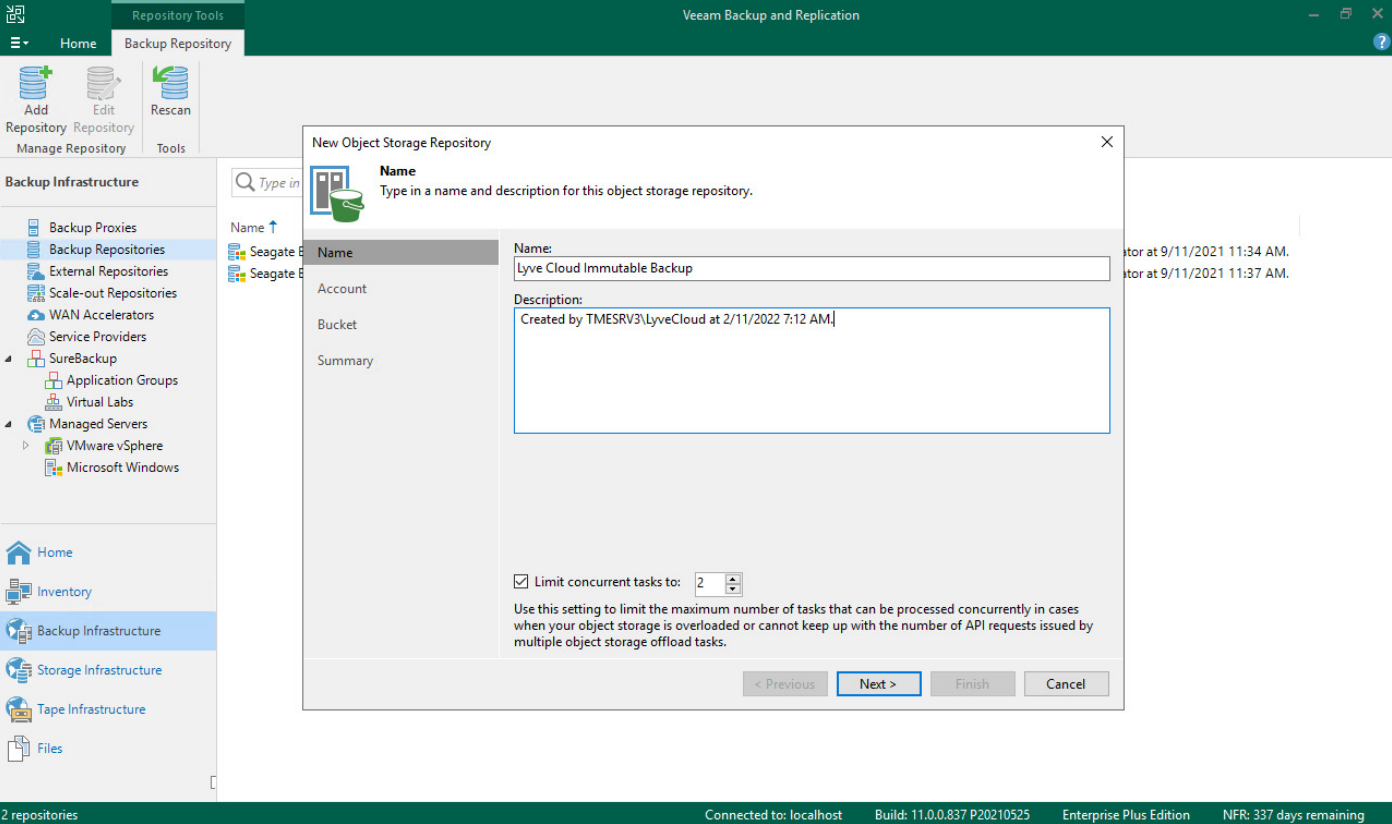 Repository Tools
Veeam Backup and Replication
Home
Backup Repository
Add Repository
Edit Repository
Rescan
Manage Repository
Tools
Backup Infrastructure
Type in
Backup Proxies
Backup Repositories
External Repositories
Scale-out Repositories
WAN Accelerators
Service Providers
SureBackup
Application Groups
Virtual Labs
Managed Servers
VMware vSphere
Microsoft Windows
Home
Inventory
Backup Infrastructure
Storage Infrastructure
Tape Infrastructure
Files
Name
Seagate
Seagate
at 9/11/2021 11:34 AM.
at 9/11/2021 11:37 AM.
New Object Storage Repository
Name
Type in a name and description for this object storage repository.
Name
Account
Bucket
Summary
Name:
Lyve Cloud Immutable Backup
Description:
Created by TMESRV3\LyveCloud at 2/11/2022 7:12 AM.
Limit concurrent tasks to: 2
Use this setting to limit the maximum number of tasks that can be processed concurrently in cases
when your object storage is overloaded or cannot keep up with the number of API requests issued by
multiple object storage offload tasks.
< Previous
Next >
Finish
Cancel
2 repositories
Connected to: localhost
Build: 11.0.0.837 P20210525
Enterprise Plus Edition
NFR: 337 days remaining